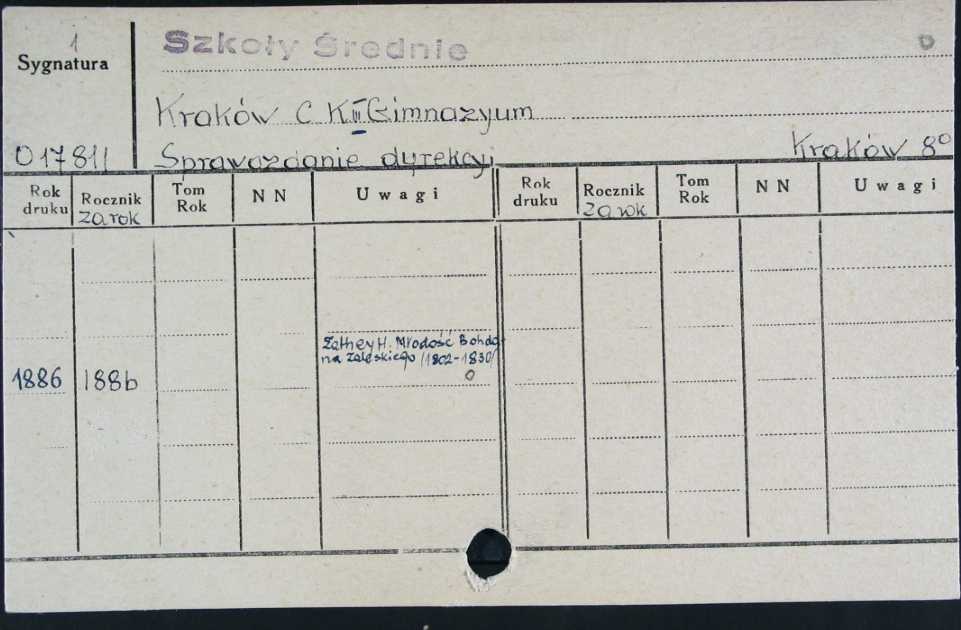 1
Szkoły Średnie
Sygnatura
Kraków C K III Gimnazyum
017811
Sprawozdanie dyrekcyi
Kraków 8°
Rok druku
Rocznik
za rok
Tom Rok
N N
Uwagi
Rok druku
Rocznik
Za rok
Tom Rok
N N
Uwagi
Zathey H. Młodość Bohda-
na Zaleskiego /1802-1830/
1886 1886